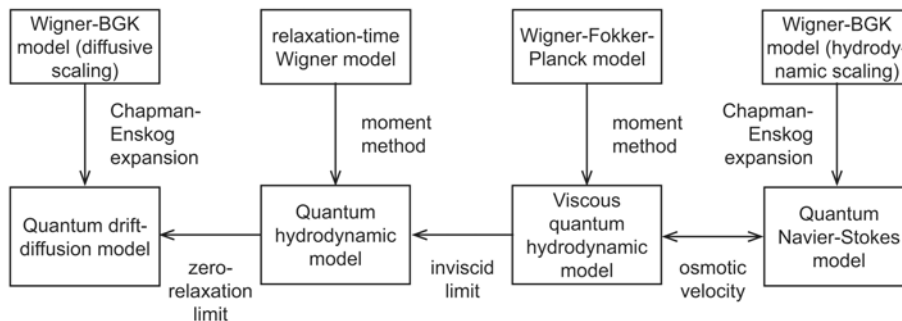 Wigner-BGK
model (diffusive
scaling)
relaxation-time
Wigner model
Wigner-Fokker-
Planck model
Wigner-BGK
model (hydrody-
namic scaling)
Chapman-
Enskog
expansion
moment
method
moment
method
Chapman-
Enskog
expansion
Quantum drift-
diffusion model
Quantum
hydrodynamic
model
Viscous
quantum
hydrodynamic
model
Quantum
Navier-Stokes
model
zero-
relaxation
limit
inviscid
limit
osmotic
velocity